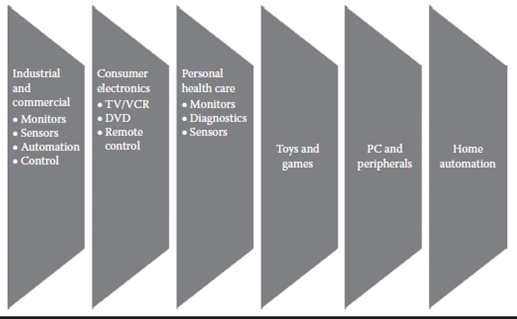 Industrial
and
commercial
• Monitors
• Sensors
• Automation
• Control
Consumer
electronics
• TV/VCR
• DVD
• Remote
control
Personal
health care
• Monitors
• Diagnostics
• Sensors
Toys and
games
PC and
peripherals
Home
automation